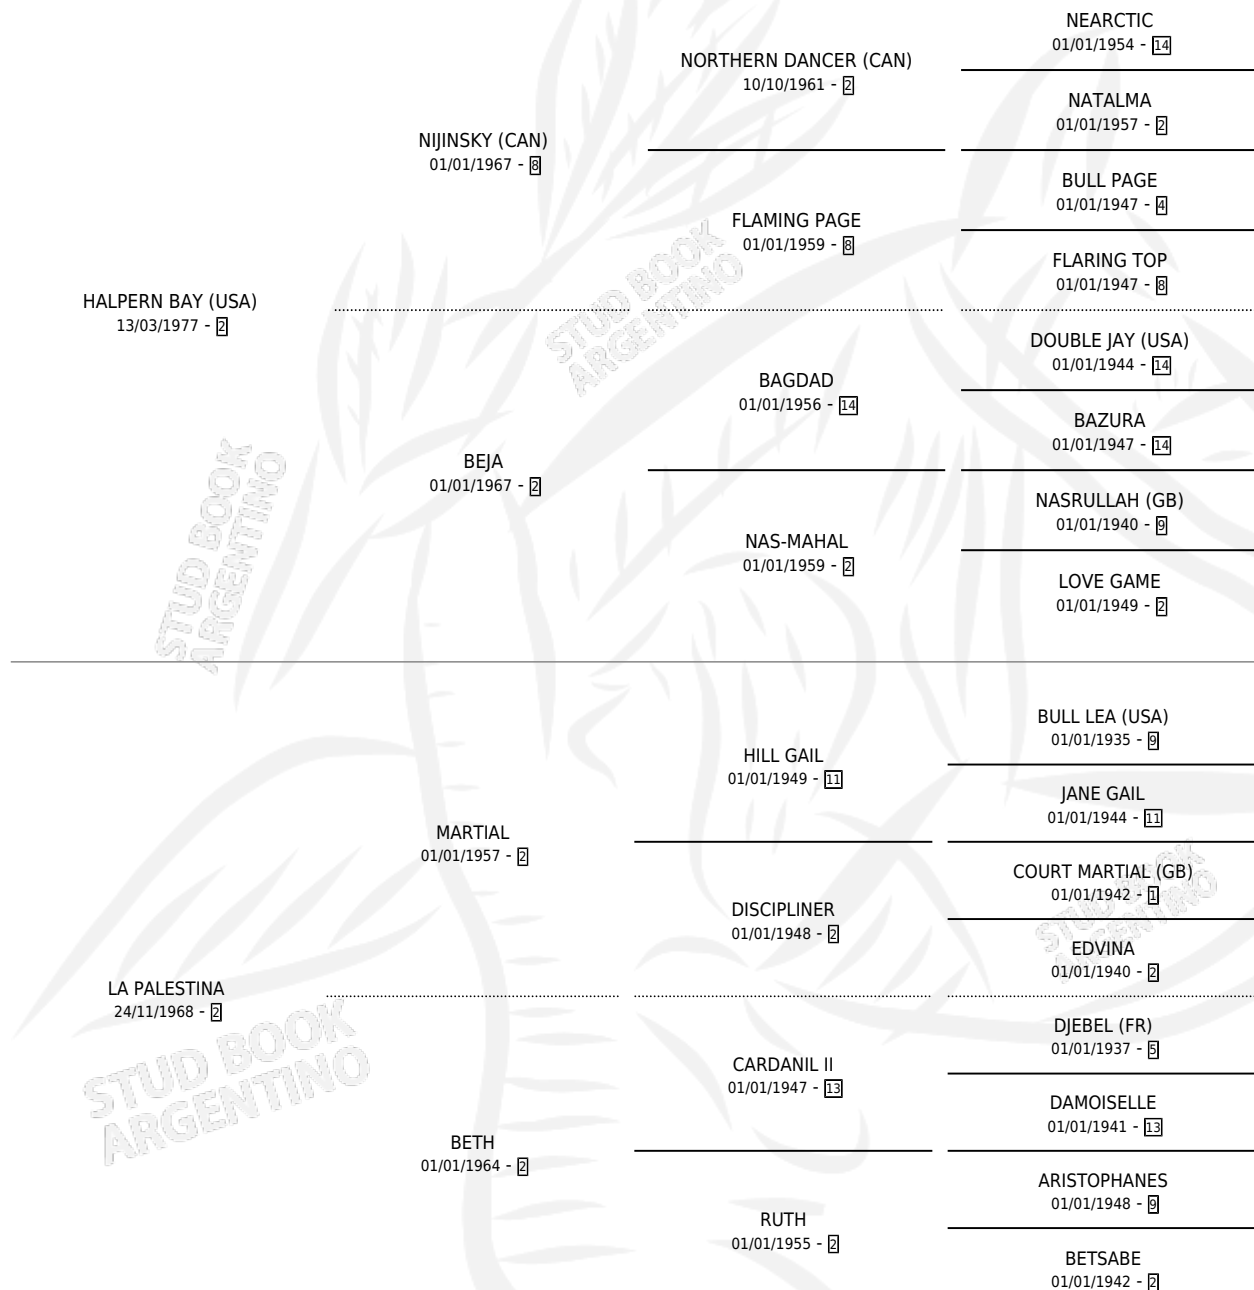 NEARCTIC
01/01/1954 - 14
NORTHERN DANCER (CAN)
10/10/1961 - 2
NATALMA
01/01/1957 - 2
NIJINSKY (CAN)
01/01/1967 - 8
BULL PAGE
01/01/1947 - 4
FLAMING PAGE
01/01/1959 - 8
FLARING TOP
01/01/1947 - 8
HALPERN BAY (USA)
13/03/1977 - 2
STUD BOOK
ARGENTINO
DOUBLE JAY (USA)
01/01/1944 - 14
BAGDAD
01/01/1956 - 14
BAZURA
01/01/1947 - 14
BEJA
01/01/1967 - 2
NASRULLAH (GB)
01/01/1940 - 9
NAS-MAHAL
01/01/1959 - 2
LOVE GAME
01/01/1949 - 2
STUD BOOK
ARGENTINO
BULL LEA (USA)
01/01/1935 - 9
HILL GAIL
01/01/1949 - 11
JANE GAIL
01/01/1944 - 11
MARTIAL
01/01/1957 - 2
COURT MARTIAL (GB)
01/01/1942 - 1
DISCIPLINER
01/01/1948 - 2
EDVINA
01/01/1940 - 2
STUD BOOK
ARGENTINO
LA PALESTINA
24/11/1968 - 2
DJEBEL (FR)
01/01/1937 - 5
CARDANIL II
01/01/1947 - 13
DAMOISELLE
01/01/1941 - 13
STUD BOOK
ARGENTINO
BETH
01/01/1964 - 2
ARISTOPHANES
01/01/1948 - 9
RUTH
01/01/1955 - 2
BETSABE
01/01/1942 - 2